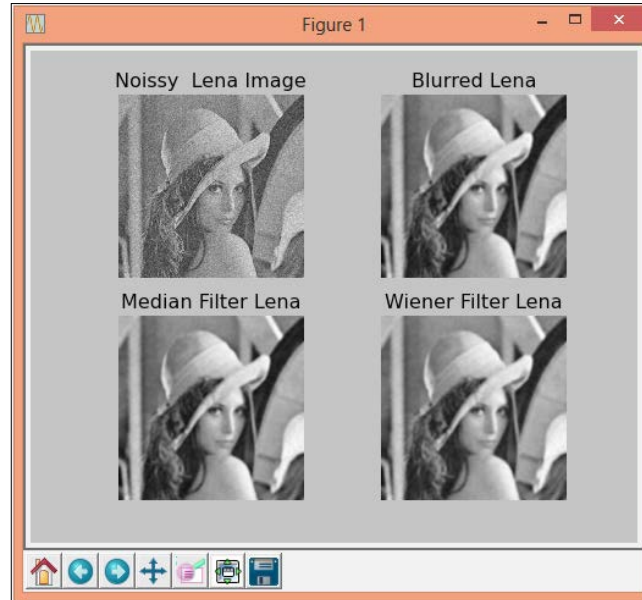 Figure 1
Noissy Lena Image
Blurred Lena
Median Filter Lena
Wiener Filter Lena